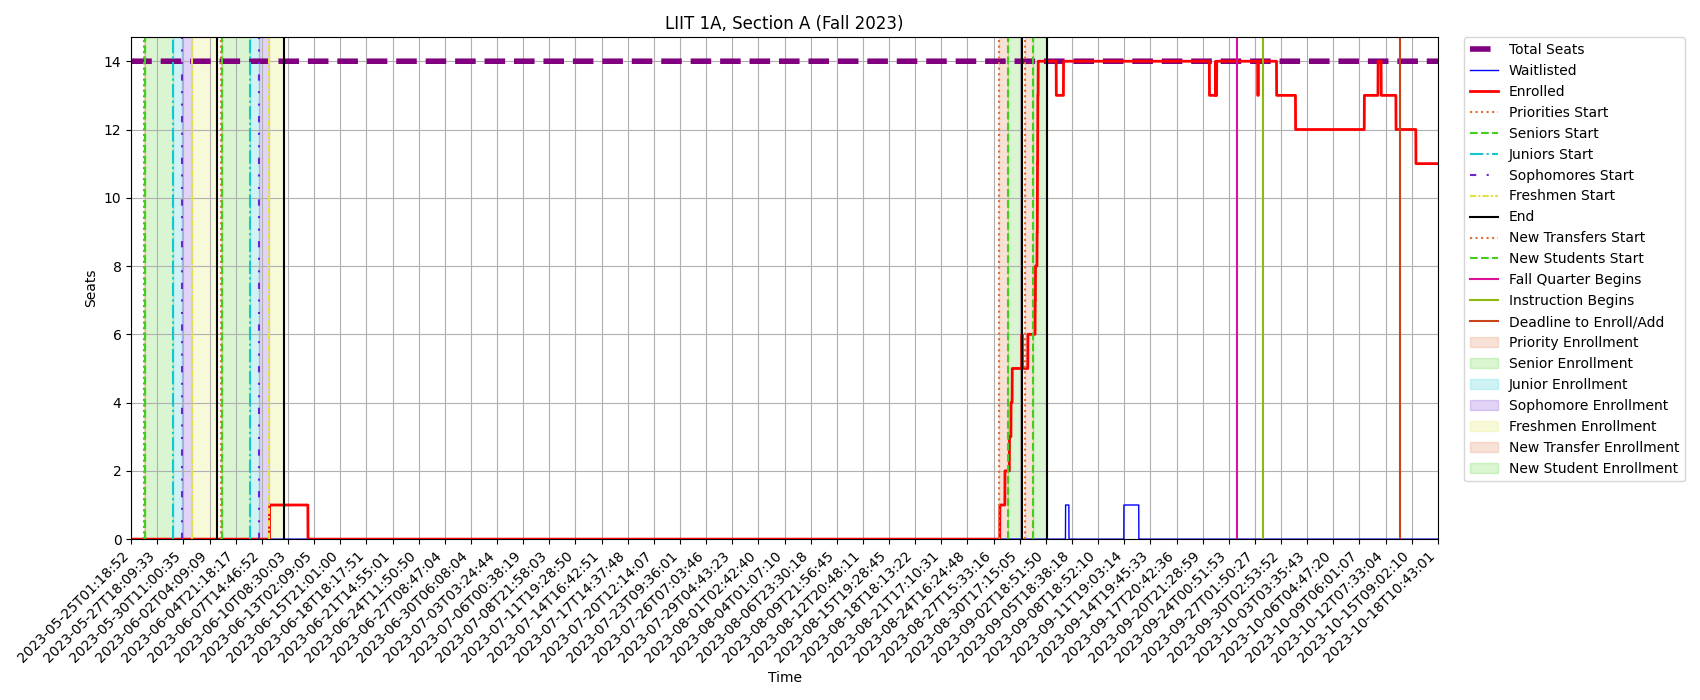 LIIT 1A, Section A (Fall 2023)
14
12
10
8
6
4
2
0
Seats
2023-05-25T01:18:52
2023-05-27T18:09:33
2023-05-30T11:00:35
2023-06-02T04:09:09
2023-06-04T21:18:17
2023-06-07T14:46:52
2023-06-10T08:30:03
2023-06-13T02:09:05
2023-06-15T21:01:00
2023-06-18T18:17:51
2023-06-21T14:55:01
2023-06-24T11:50:50
2023-06-27T08:47:04
2023-06-30T06:08:04
2023-07-03T03:24:44
2023-07-06T00:38:19
2023-07-08T21:58:03
2023-07-11T19:28:50
2023-07-14T16:42:51
2023-07-17T14:37:48
2023-07-20T12:14:07
2023-07-23T09:36:01
2023-07-26T07:03:46
2023-07-29T04:43:23
2023-08-01T02:42:40
2023-08-04T01:07:10
2023-08-06T23:30:18
2023-08-09T21:56:45
2023-08-12T20:48:11
2023-08-15T19:28:45
2023-08-18T18:13:22
2023-08-21T17:10:31
2023-08-24T16:24:48
2023-08-27T15:33:16
2023-08-30T17:15:05
2023-09-02T18:51:50
2023-09-05T18:38:18
2023-09-08T18:52:10
2023-09-11T19:03:14
2023-09-14T19:45:33
2023-09-17T20:42:36
2023-09-20T21:28:59
2023-09-24T00:51:53
2023-09-27T01:50:27
2023-09-30T02:53:52
2023-10-03T03:35:43
2023-10-06T04:47:20
2023-10-09T06:01:07
2023-10-12T07:33:04
2023-10-15T09:02:10
2023-10-18T10:43:01
Time
Total Seats
Waitlisted
Enrolled
Priorities Start
Seniors Start
Juniors Start
Sophomores Start
Freshmen Start
End
New Transfers Start
New Students Start
Fall Quarter Begins
Instruction Begins
Deadline to Enroll/Add
Priority Enrollment
Senior Enrollment
Junior Enrollment
Sophomore Enrollment
Freshmen Enrollment
New Transfer Enrollment
New Student Enrollment